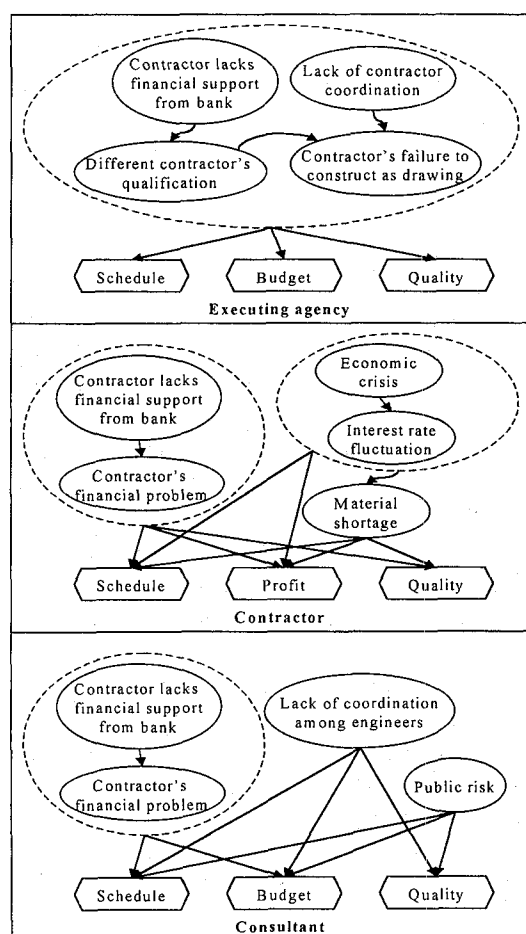 Contractor lacks
financial support
from bank
Lack of contractor
coordination
Different contractor's
qualification
Contractor's failure to
construct as drawing
Schedule
Budget
Quality
Executing agency
Contractor lacks
financial support
from bank
Contractor's
financial problem
Economic
crisis
Interest rate
fluctuation
Material
shortage
Schedule
Profit
Quality
Contractor
Contractor lacks
financial support
from bank
Contractor's
financial problem
Lack of coordination
among engineers
Public risk
Schedule
Budget
Quality
Consultant